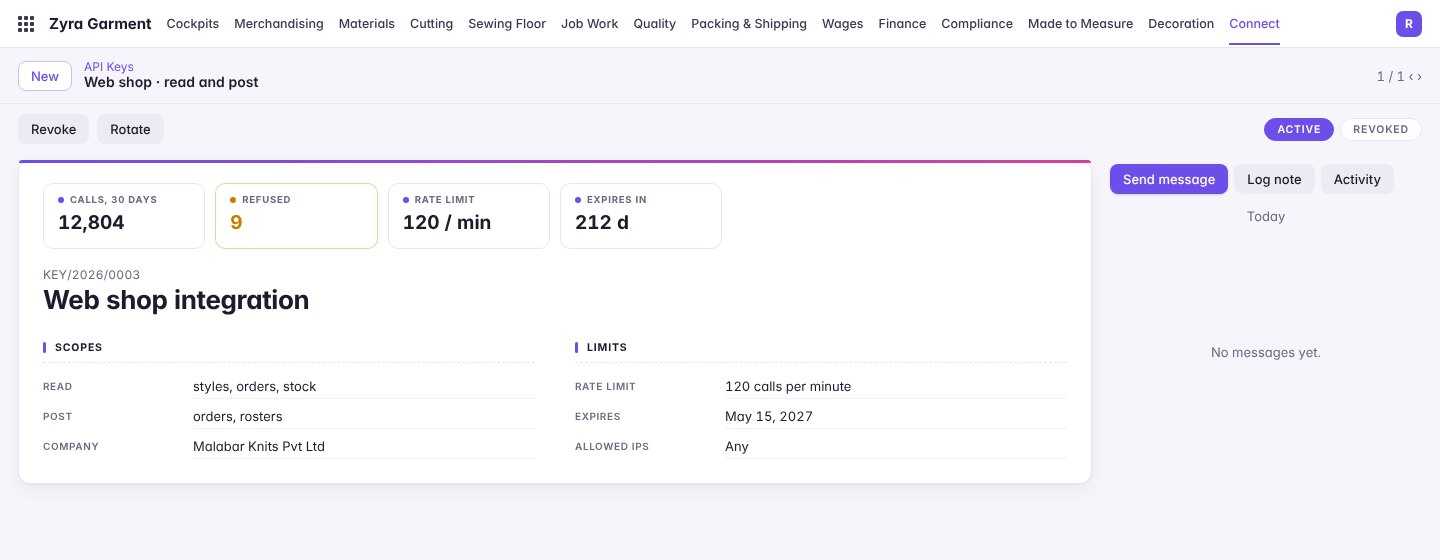 Zyra Garment Cockpits Merchandising Materials Cutting Sewing Floor Job Work Quality Packing & Shipping Wages Finance Compliance Made to Measure Decoration Connect R
New
API Keys
Web shop · read and post
1 / 1 ‹ ›
Revoke Rotate
ACTIVE REVOKED
CALLS, 30 DAYS
12,804
REFUSED
9
RATE LIMIT
120 / min
EXPIRES IN
212 d
KEY/2026/0003
Web shop integration
SCOPES
READ styles, orders, stock
POST orders, rosters
COMPANY Malabar Knits Pvt Ltd
LIMITS
RATE LIMIT 120 calls per minute
EXPIRES May 15, 2027
ALLOWED IPS Any
Send message Log note Activity
Today
No messages yet.